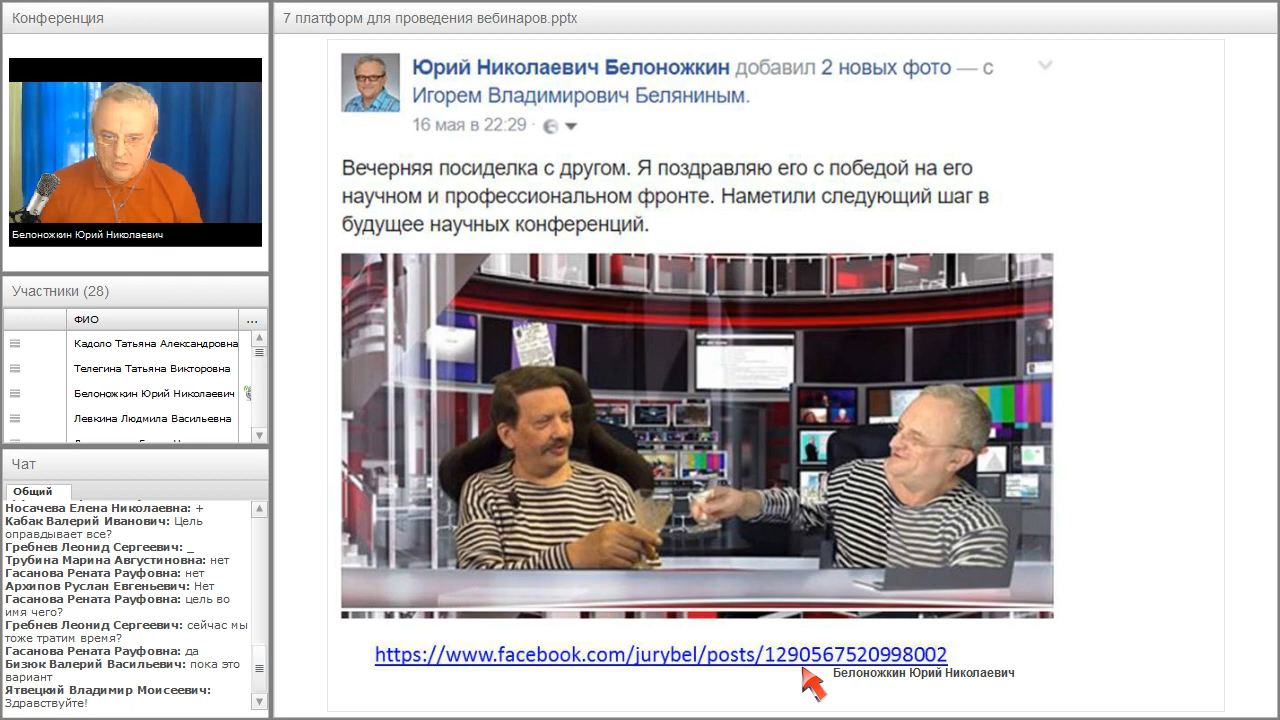 Конференция
Белоножкин Юрий Николаевич
Участники (28)
ФИО
...
Кадоло Татьяна Александровна
Телегина Татьяна Викторовна
Белоножкин Юрий Николаевич
Левкина Людмила Васильевна
Чат
Общий
Носачева Елена Николаевна: +
Кабак Валерий Иванович: Цель
оправдывает все?
Гребнев Леонид Сергеевич: _
Трубина Марина Августиновна: нет
Гасанова Рената Рауфовна: нет
Архипов Руслан Евгеньевич: Нет
Гасанова Рената Рауфовна: цель во
имя чего?
Гребнев Леонид Сергеевич: сейчас мы
тоже тратим время?
Гасанова Рената Рауфовна: да
Бизюк Валерий Васильевич: пока это
вариант
Ятвецкий Владимир Моисеевич:
Здравствуйте!
7 платформ для проведения вебинаров.pptx
Юрий Николаевич Белоножкин добавил 2 новых фото — с
Игорем Владимирович Беляниным.
16 мая в 22:29 ·
Вечерняя посиделка с другом. Я поздравляю его с победой на его
научном и профессиональном фронте. Наметили следующий шаг в
будущее научных конференций.
https://www.facebook.com/jurybel/posts/1290567520998002
Белоножкин Юрий Николаевич